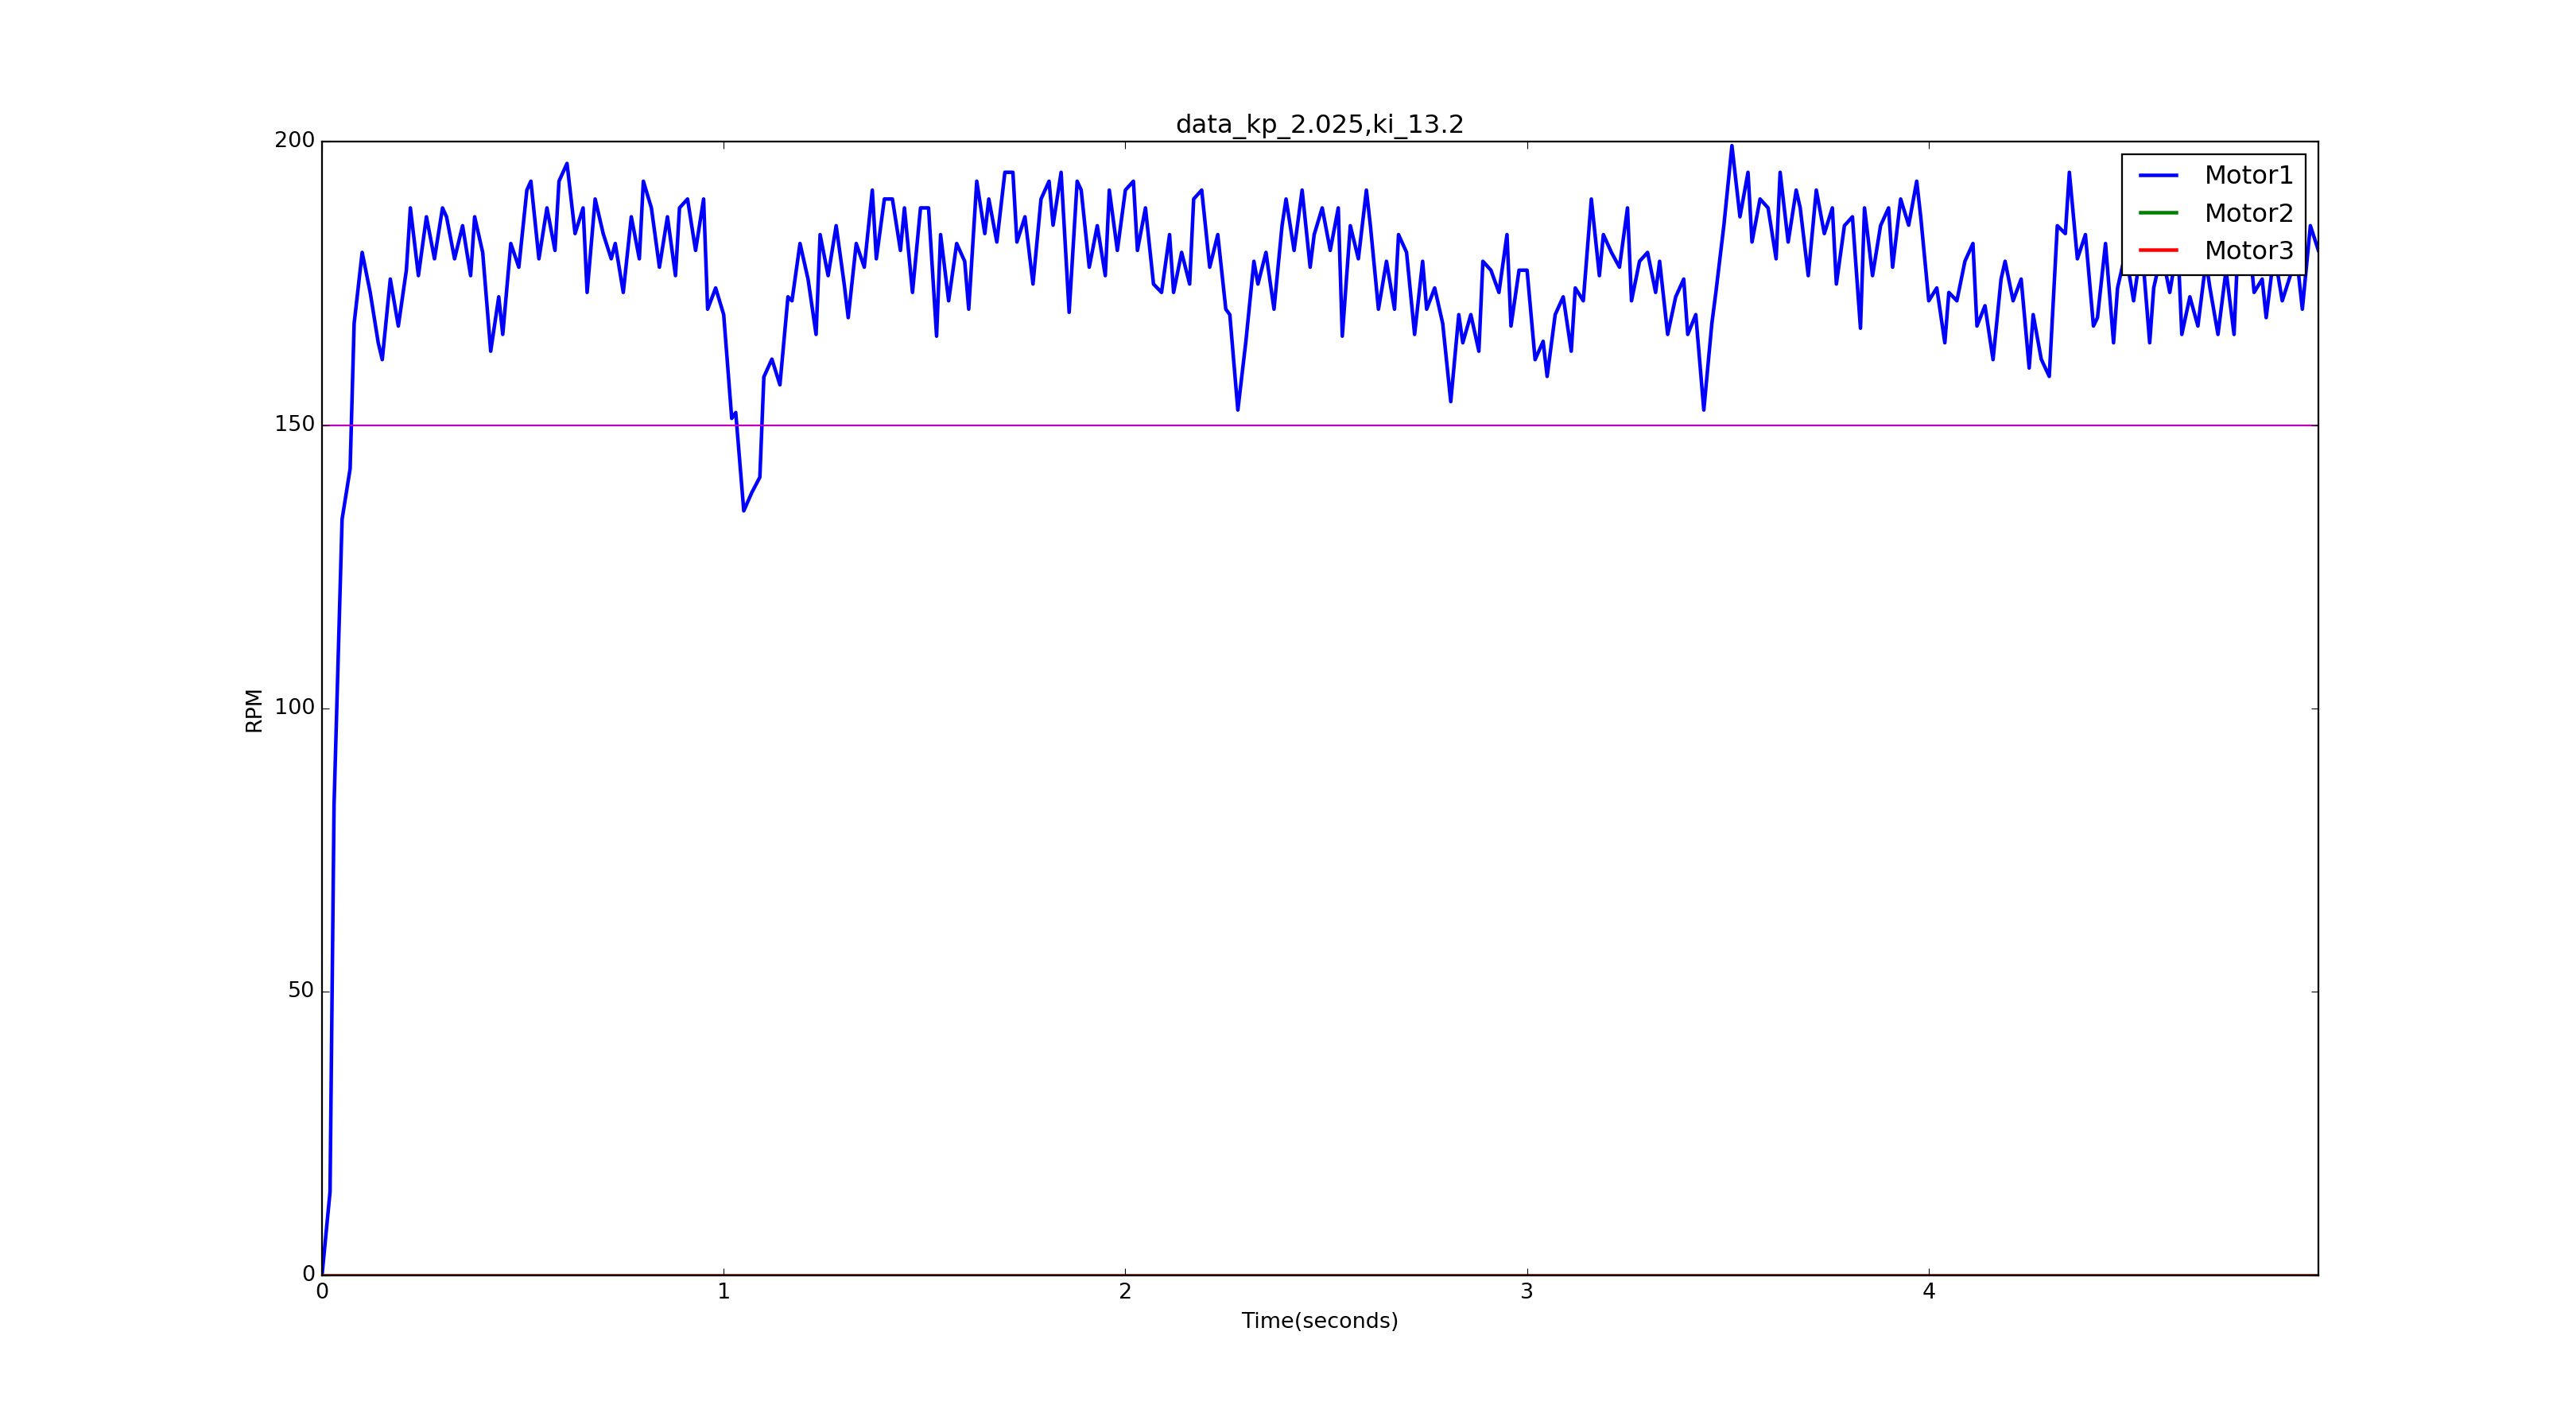 data_kp_2.025,ki_13.2
200
150
100
50
0
RPM
Motor1
Motor2
Motor3
0 1 2 3 4
Time(seconds)